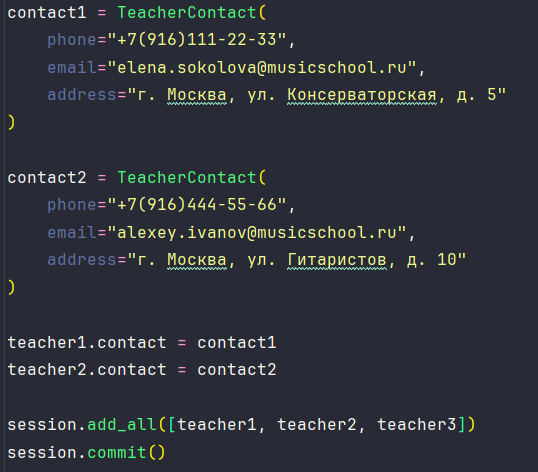 contact1 = TeacherContact(
    phone="+7(916)111-22-33",
    email="elena.sokolova@musicschool.ru",
    address="г. Москва, ул. Консерваторская, д. 5"
)
contact2 = TeacherContact(
    phone="+7(916)444-55-66",
    email="alexey.ivanov@musicschool.ru",
    address="г. Москва, ул. Гитаристов, д. 10"
)
teacher1.contact = contact1
teacher2.contact = contact2
session.add_all([teacher1, teacher2, teacher3])
session.commit()